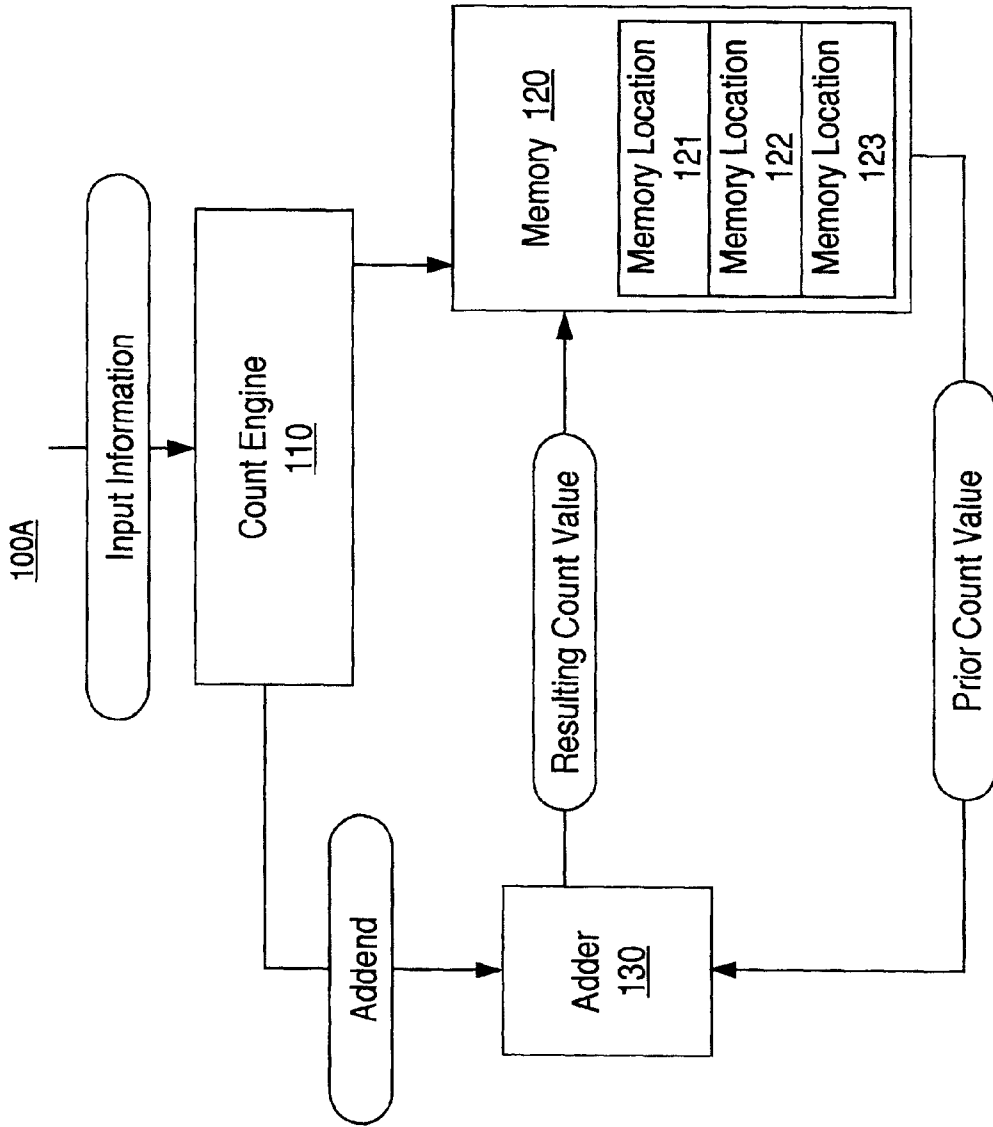 100A
Input Information
Count Engine
110
Addend
Adder
130
Resulting Count Value
Memory 120
Memory Location
121
Memory Location
122
Memory Location
123
Prior Count Value